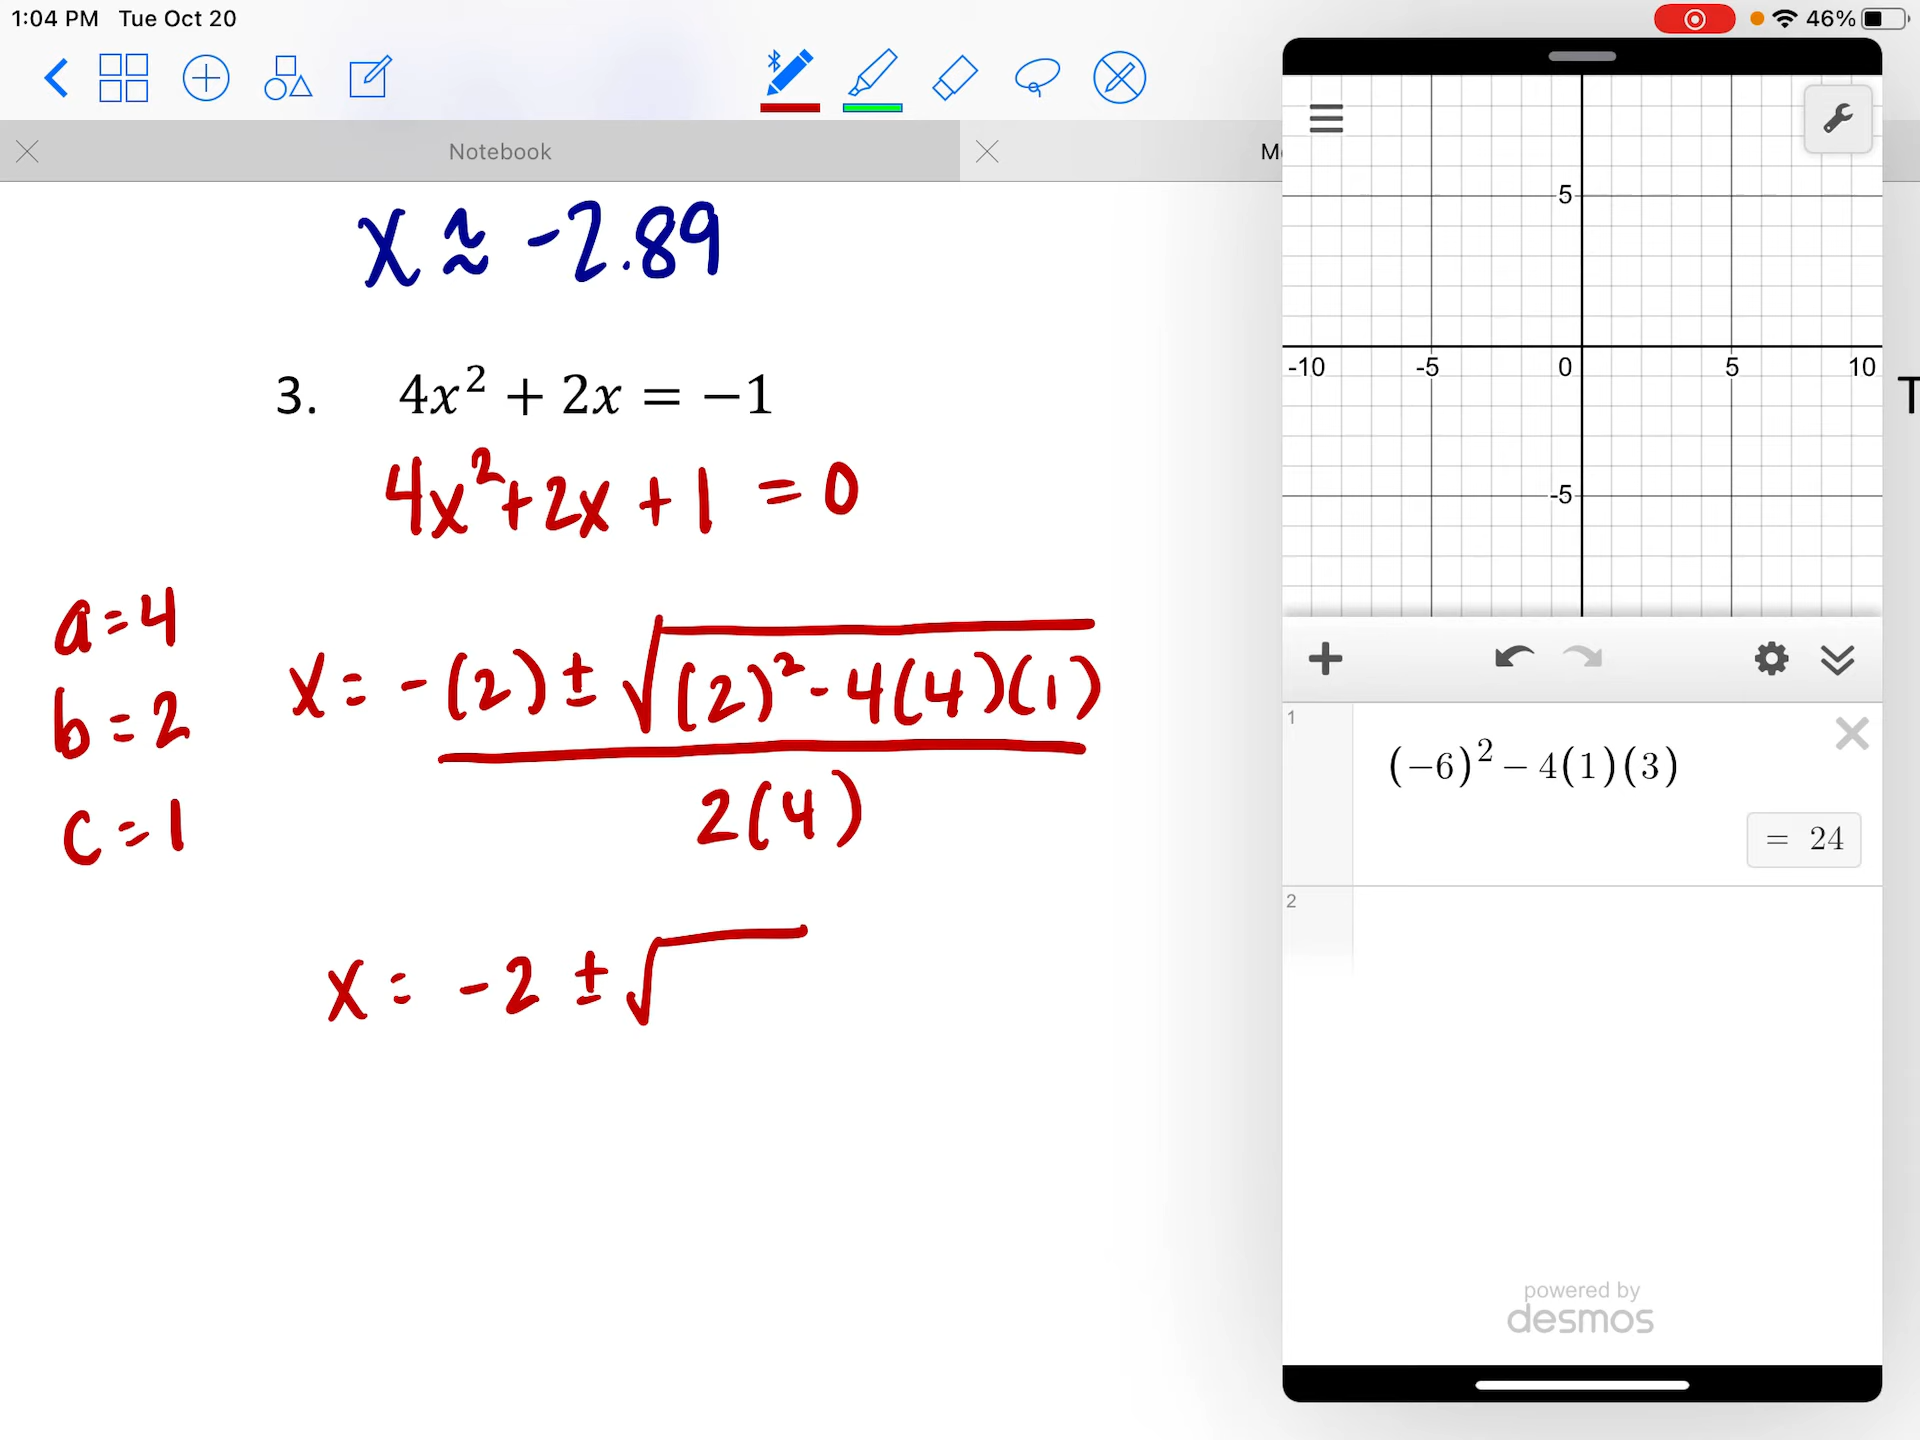 1:04 PM Tue Oct 20
46%
Notebook
M
x ≈ -2.89
3. 4x² + 2x = −1
4x² + 2x + 1 = 0
a = 4
b = 2
c = 1
x = -(2) ± √(2)² - 4(4)(1)
2(4)
x = -2 ± √
5
-10 -5 0 5 10
-5
T
1
(−6)² − 4(1)(3)
= 24
2
powered by
desmos